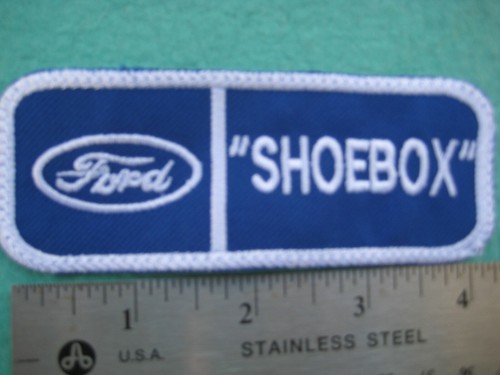 Ford
"SHOEBOX"
1 2 3 4
U.S.A. STAINLESS STEEL